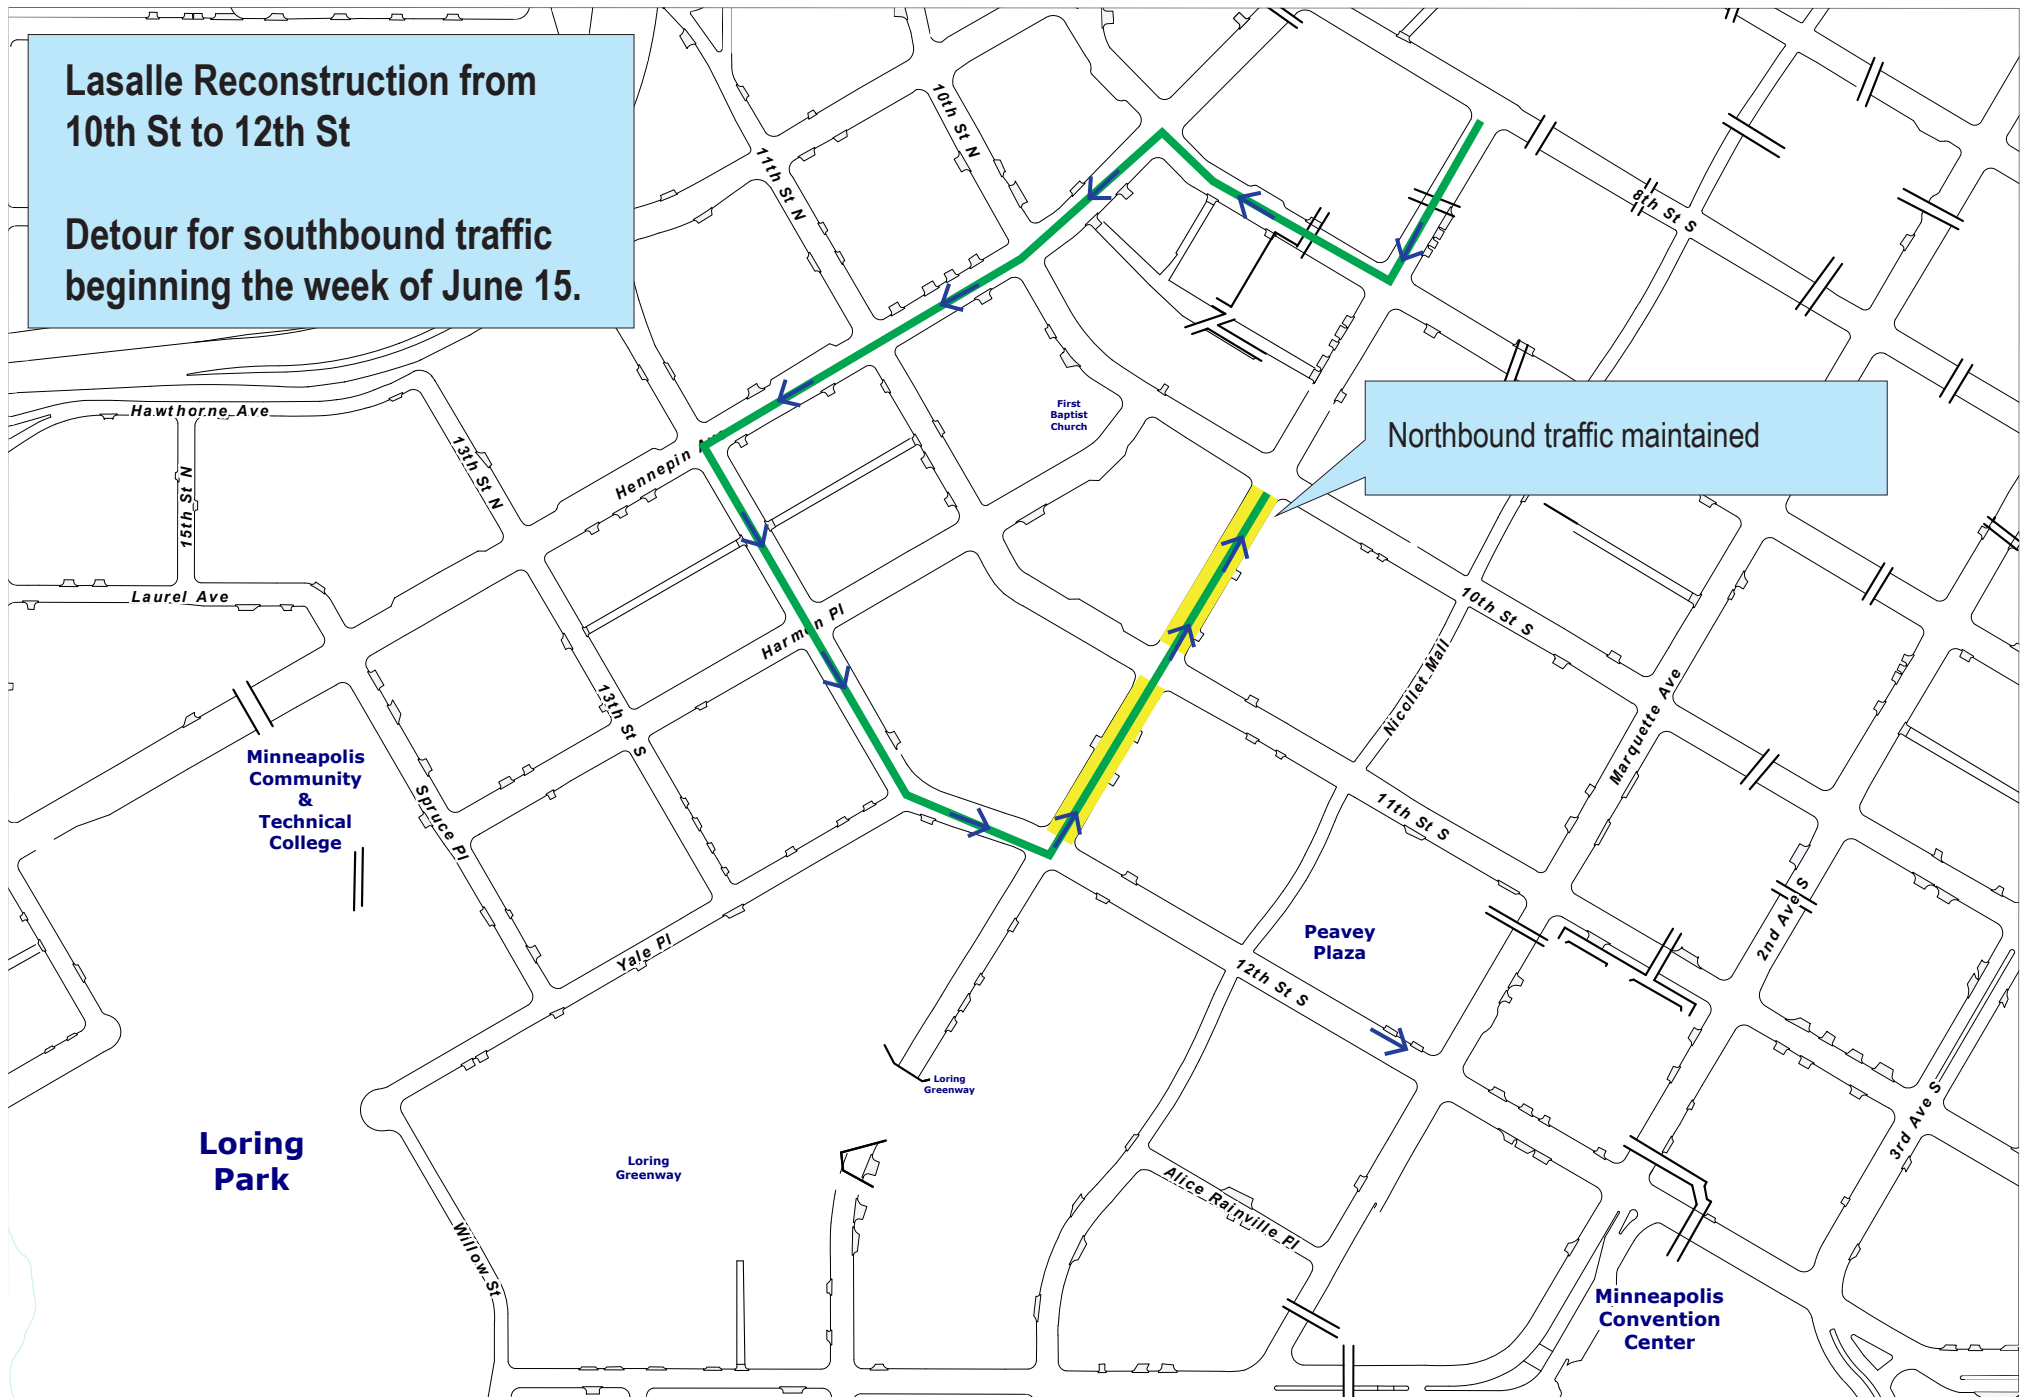 Lasalle Reconstruction from
10th St to 12th St
Detour for southbound traffic
beginning the week of June 15.
10th St N
11th St N
8th St S
Hawthorne Ave
13th St N
15th St N
Hennepin
First
Baptist
Church
Northbound traffic maintained
Laurel Ave
Harmon Pl
10th St S
Nicollet Mall
Marquette Ave
13th St S
Minneapolis
Community
&
Technical
College
Spruce Pl
11th St S
2nd Ave S
Yale Pl
Peavey
Plaza
12th St S
Loring
Greenway
3rd Ave S
Loring
Park
Loring
Greenway
Alice Rainville Pl
Willow St
Minneapolis
Convention
Center